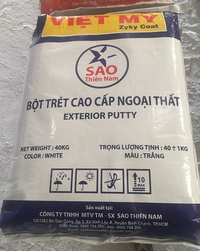 VIỆT MỸ
Zyky Coat
SAO
Thiên Nam
BỘT TRÉT CAO CẤP NGOẠI THẤT
EXTERIOR PUTTY
NET WEIGHT : 40KG
TRỌNG LƯỢNG TỊNH : 40 ± 1KG
COLOR : WHITE
MÀU : TRẮNG
10
Sản xuất tại:
CÔNG TY TNHH MTV TM - SX SAO THIÊN NAM